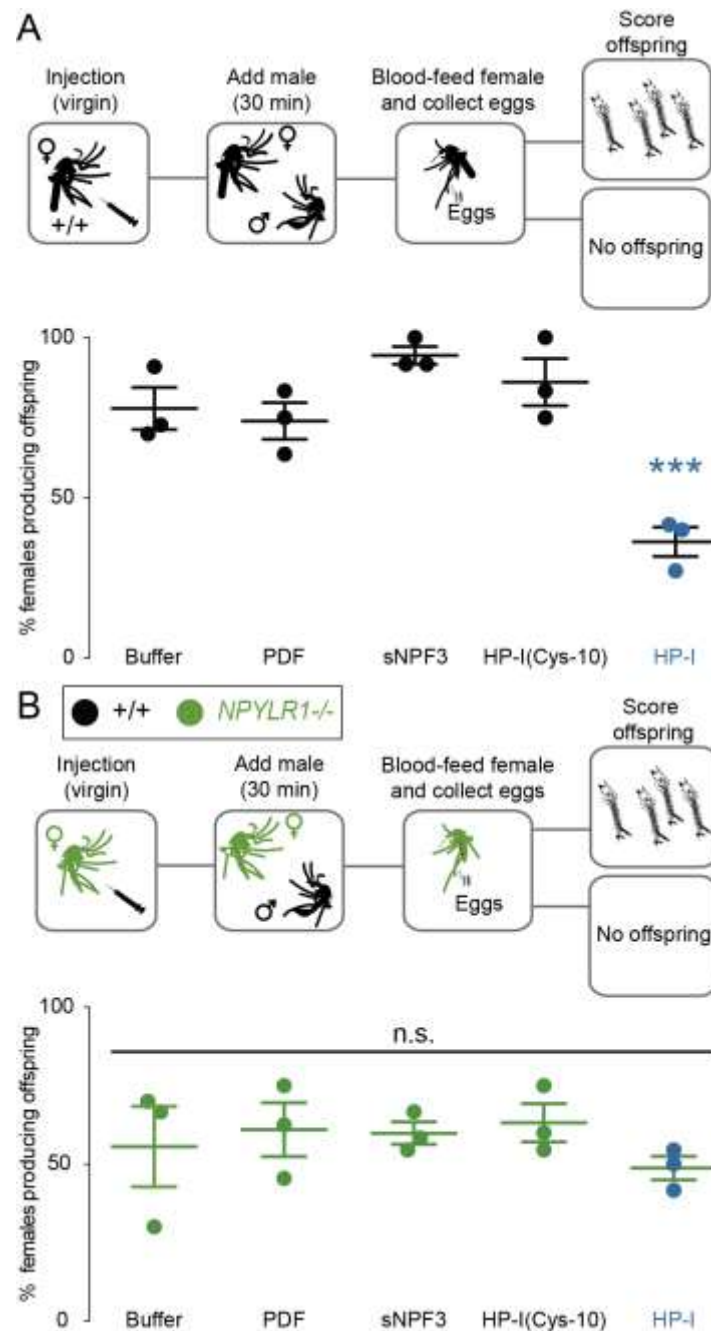 A
Score
offspring
Injection
(virgin)
Add male
(30 min)
Blood-feed female
and collect eggs
♀
+/+
♀
♂
Eggs
No offspring
% females producing offspring
100
50
0
***
Buffer PDF sNPF3 HP-I(Cys-10) HP-I
B
+/+ NPYLR1-/-
Score
offspring
Injection
(virgin)
Add male
(30 min)
Blood-feed female
and collect eggs
♀
♀
♂
Eggs
No offspring
% females producing offspring
100
50
0
n.s.
Buffer PDF sNPF3 HP-I(Cys-10) HP-I